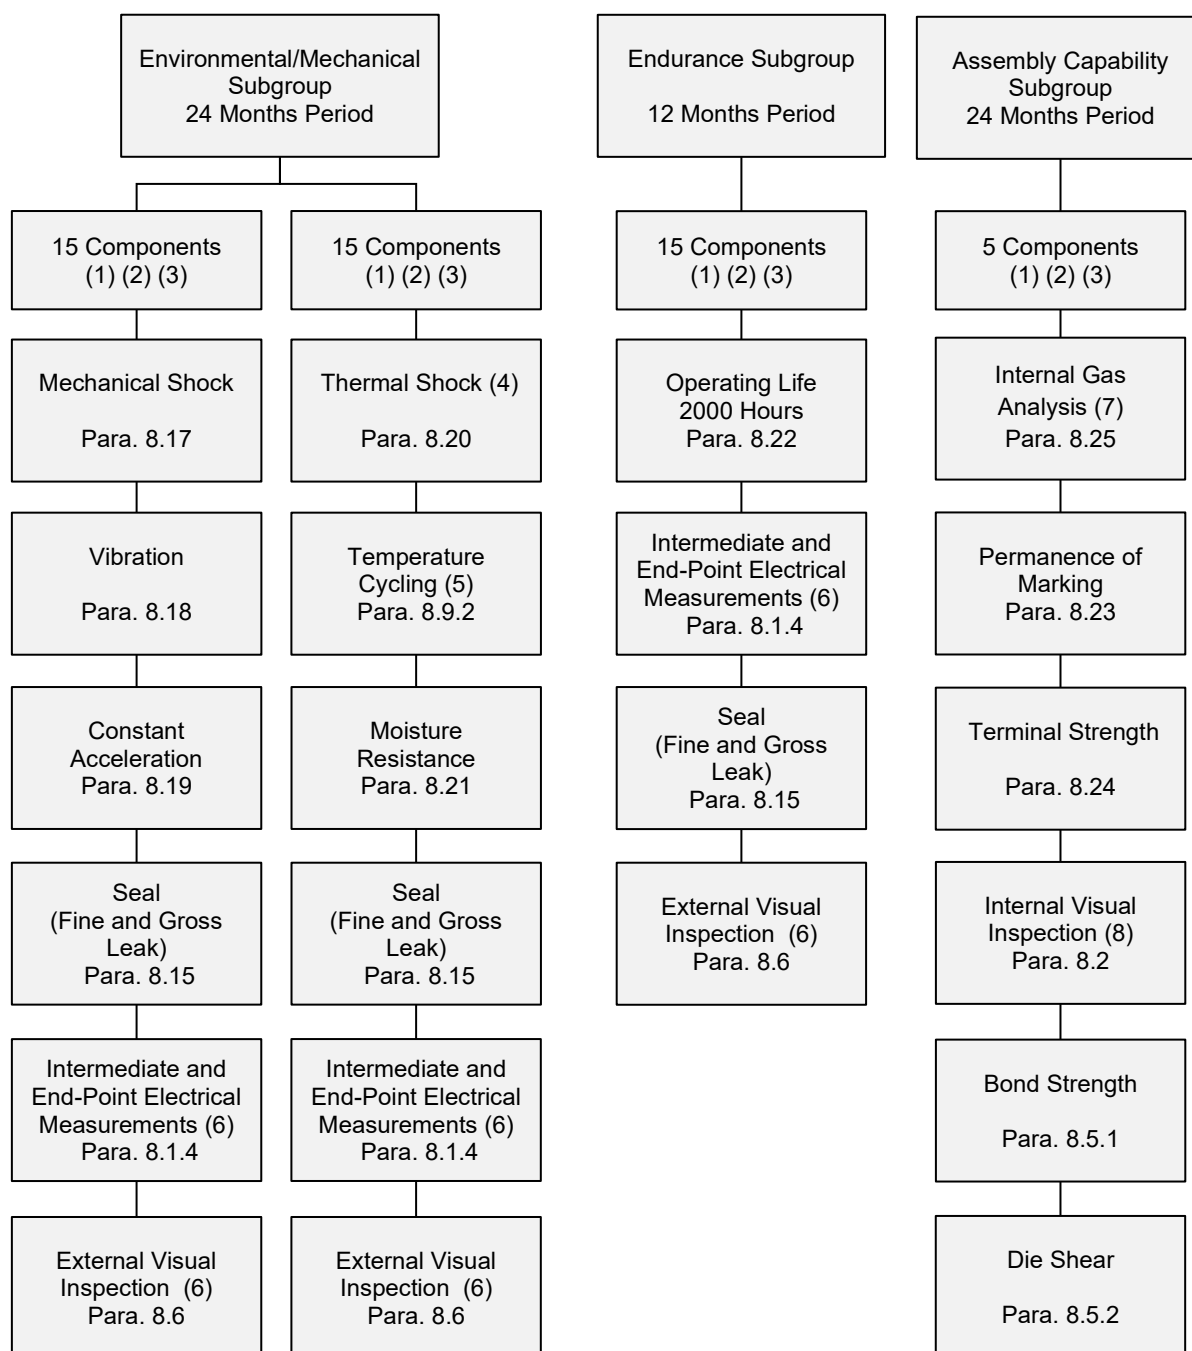 Environmental/Mechanical
Subgroup
24 Months Period
15 Components
(1) (2) (3)
Mechanical Shock
Para. 8.17
Vibration
Para. 8.18
Constant
Acceleration
Para. 8.19
Seal
(Fine and Gross
Leak)
Para. 8.15
Intermediate and
End-Point Electrical
Measurements (6)
Para. 8.1.4
External Visual
Inspection (6)
Para. 8.6
15 Components
(1) (2) (3)
Thermal Shock (4)
Para. 8.20
Temperature
Cycling (5)
Para. 8.9.2
Moisture
Resistance
Para. 8.21
Seal
(Fine and Gross
Leak)
Para. 8.15
Intermediate and
End-Point Electrical
Measurements (6)
Para. 8.1.4
External Visual
Inspection (6)
Para. 8.6
Endurance Subgroup
12 Months Period
15 Components
(1) (2) (3)
Operating Life
2000 Hours
Para. 8.22
Intermediate and
End-Point Electrical
Measurements (6)
Para. 8.1.4
Seal
(Fine and Gross
Leak)
Para. 8.15
External Visual
Inspection (6)
Para. 8.6
Assembly Capability
Subgroup
24 Months Period
5 Components
(1) (2) (3)
Internal Gas
Analysis (7)
Para. 8.25
Permanence of
Marking
Para. 8.23
Terminal Strength
Para. 8.24
Internal Visual
Inspection (8)
Para. 8.2
Bond Strength
Para. 8.5.1
Die Shear
Para. 8.5.2